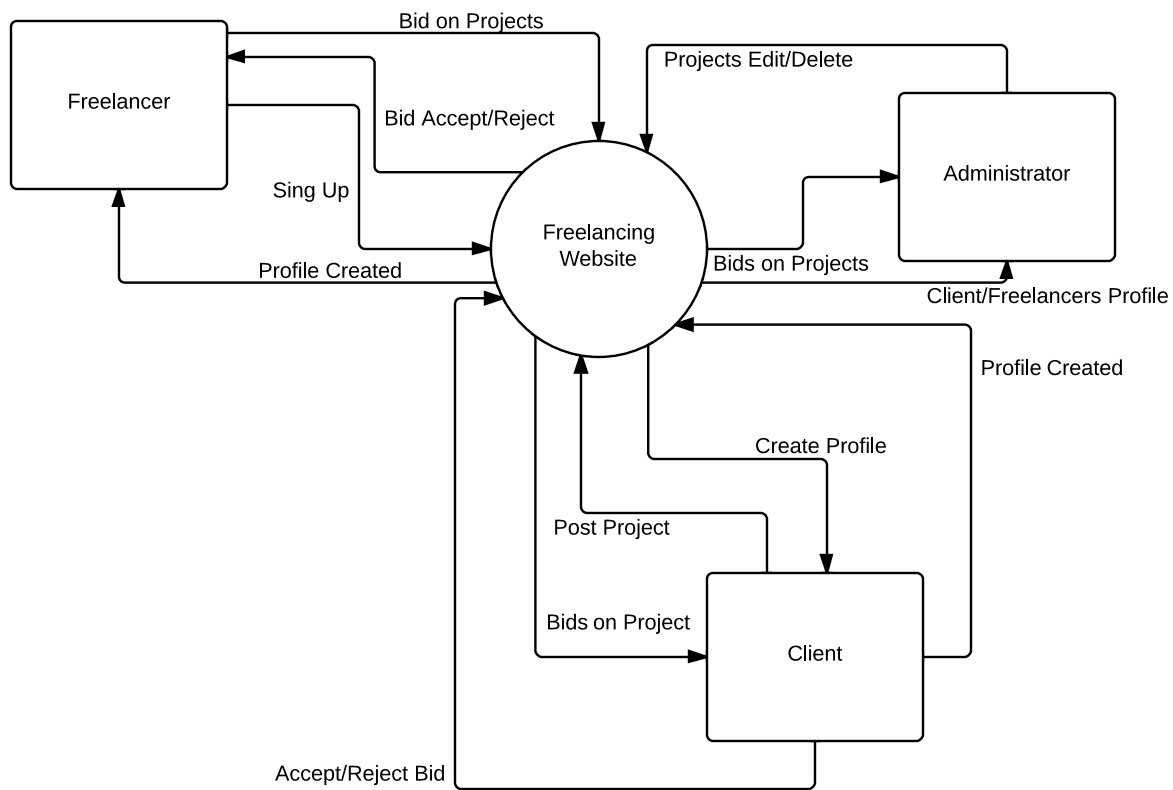 Bid on Projects
Projects Edit/Delete
Freelancer
Bid Accept/Reject
Administrator
Sing Up
Freelancing
Website
Bids on Projects
Profile Created
Client/Freelancers Profile
Profile Created
Create Profile
Post Project
Bids on Project
Client
Accept/Reject Bid